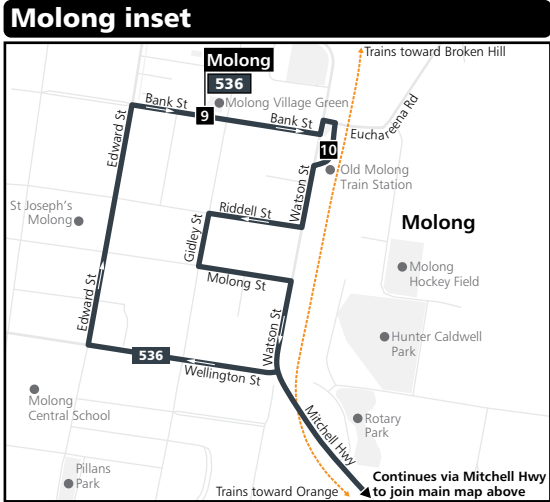 Molong inset
Trains toward Broken Hill
Molong
536
Molong Village Green
Bank St
9
Bank St
Euchareena Rd
Edward St
10
Old Molong
Train Station
Watson St
St Joseph's
Molong
Riddell St
Gidley St
Molong
Molong
Hockey Field
Molong St
Edward St
Watson St
Hunter Caldwell
Park
536
Wellington St
Molong
Central School
Mitchell Hwy
Rotary
Park
Pillans
Park
Continues via Mitchell Hwy
to join main map above
Trains toward Orange